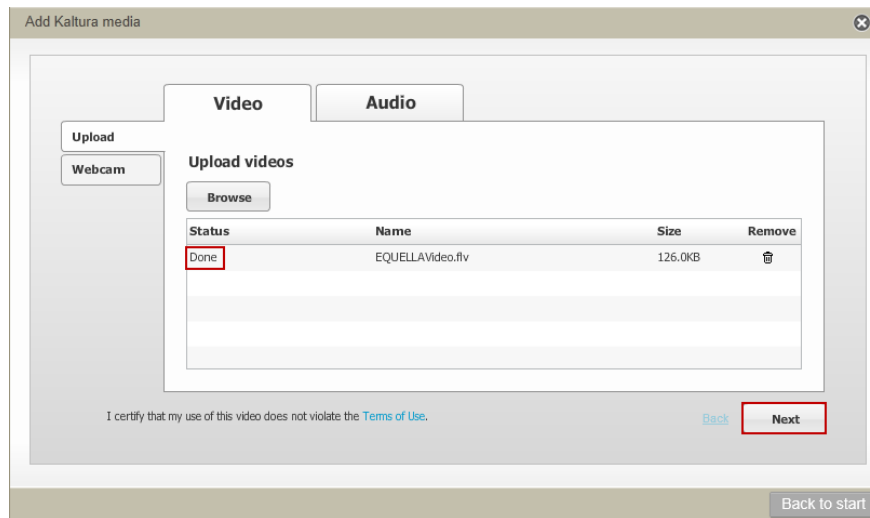 Add Kaltura media
Video
Audio
Upload
Webcam
Upload videos
Browse
Status Name Size Remove
Done EQUELLAVideo.flv 126.0KB
I certify that my use of this video does not violate the Terms of Use.
Back
Next
Back to start